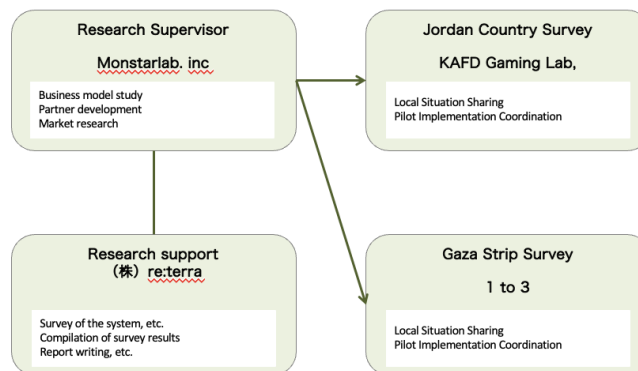 Research Supervisor
Monstarlab. inc
Business model study
Partner development
Market research
Jordan Country Survey
KAFD Gaming Lab,
Local Situation Sharing
Pilot Implementation Coordination
Research support
（株）re:terra
Survey of the system, etc.
Compilation of survey results
Report writing, etc.
Gaza Strip Survey
1 to 3
Local Situation Sharing
Pilot Implementation Coordination